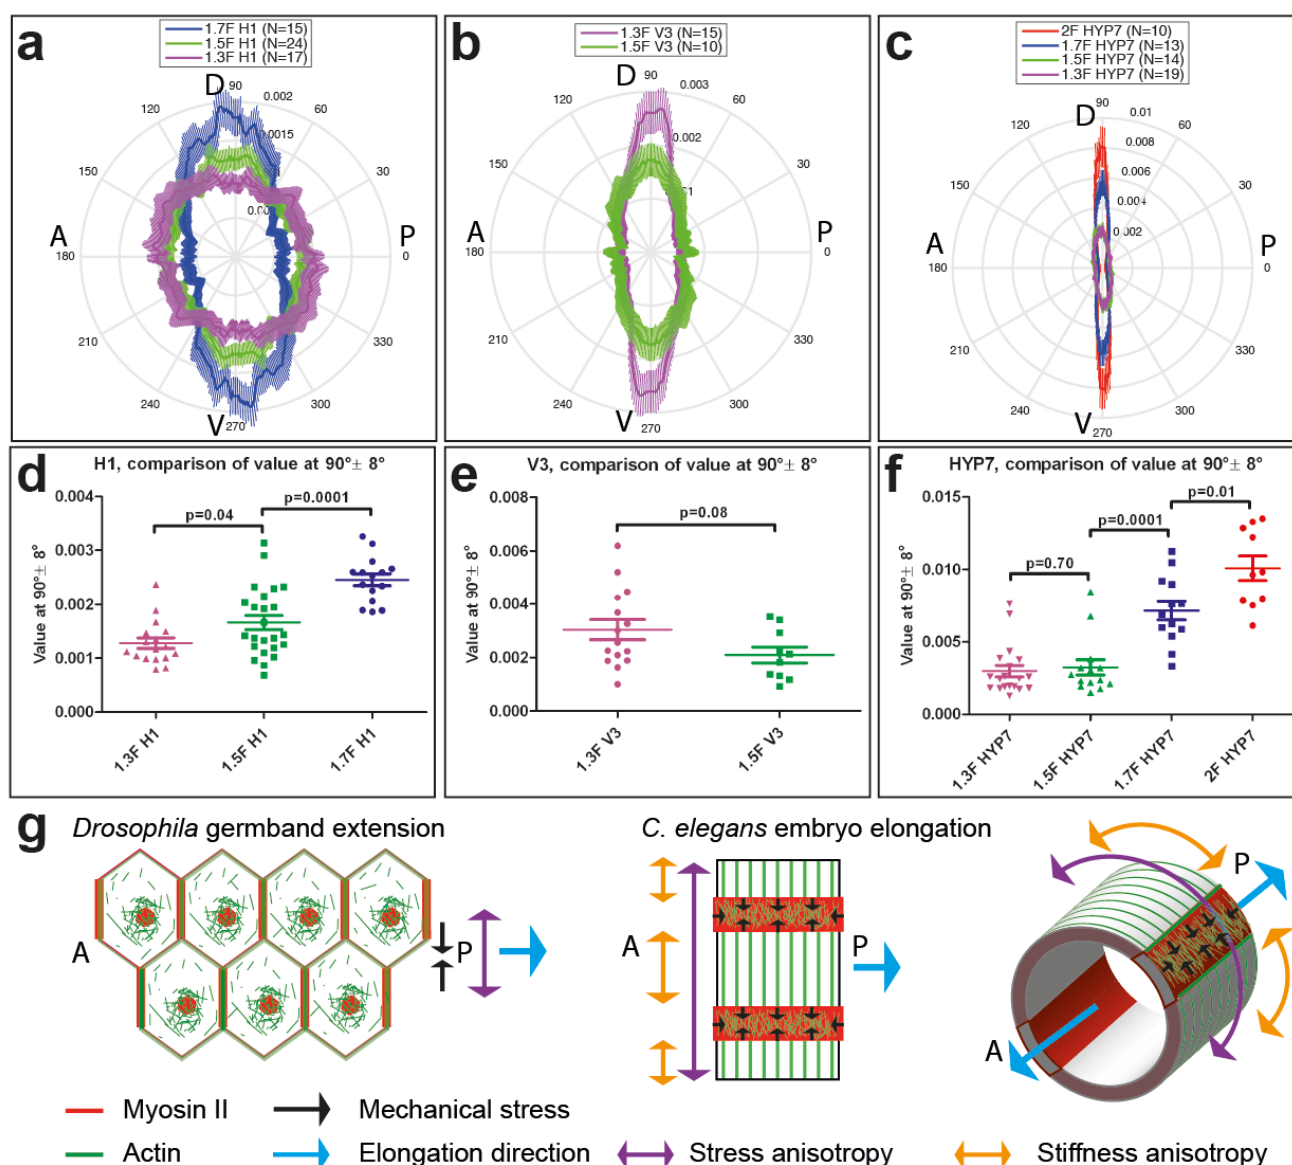 a
1.7F H1 (N=15)
1.5F H1 (N=24)
1.3F H1 (N=17)
D
90
0.002
120
60
0.0015
150
30
A
P
180
0
210
330
240
300
V
270
b
1.3F V3 (N=15)
1.5F V3 (N=10)
D
90
0.003
120
60
0.002
150
30
A
P
180
0
210
330
240
300
V
270
c
2F HYP7 (N=10)
1.7F HYP7 (N=13)
1.5F HYP7 (N=14)
1.3F HYP7 (N=19)
90
D
0.01
120
60
0.008
0.006
150
30
0.004
0.002
A
P
180
0
210
330
240
300
V
270
d
H1, comparison of value at 90°± 8°
p=0.0001
p=0.04
Value at 90°± 8°
0.004
0.003
0.002
0.001
0.000
1.3F H1
1.5F H1
1.7F H1
e
V3, comparison of value at 90°± 8°
p=0.08
Value at 90°± 8°
0.008
0.006
0.004
0.002
0.000
1.3F V3
1.5F V3
f
HYP7, comparison of value at 90°± 8°
p=0.01
p=0.0001
p=0.70
Value at 90°± 8°
0.015
0.010
0.005
0.000
1.3F HYP7
1.5F HYP7
1.7F HYP7
2F HYP7
g
Drosophila germband extension
A
P
C. elegans embryo elongation
A
P
P
A
Myosin II
Mechanical stress
Actin
Elongation direction
Stress anisotropy
Stiffness anisotropy